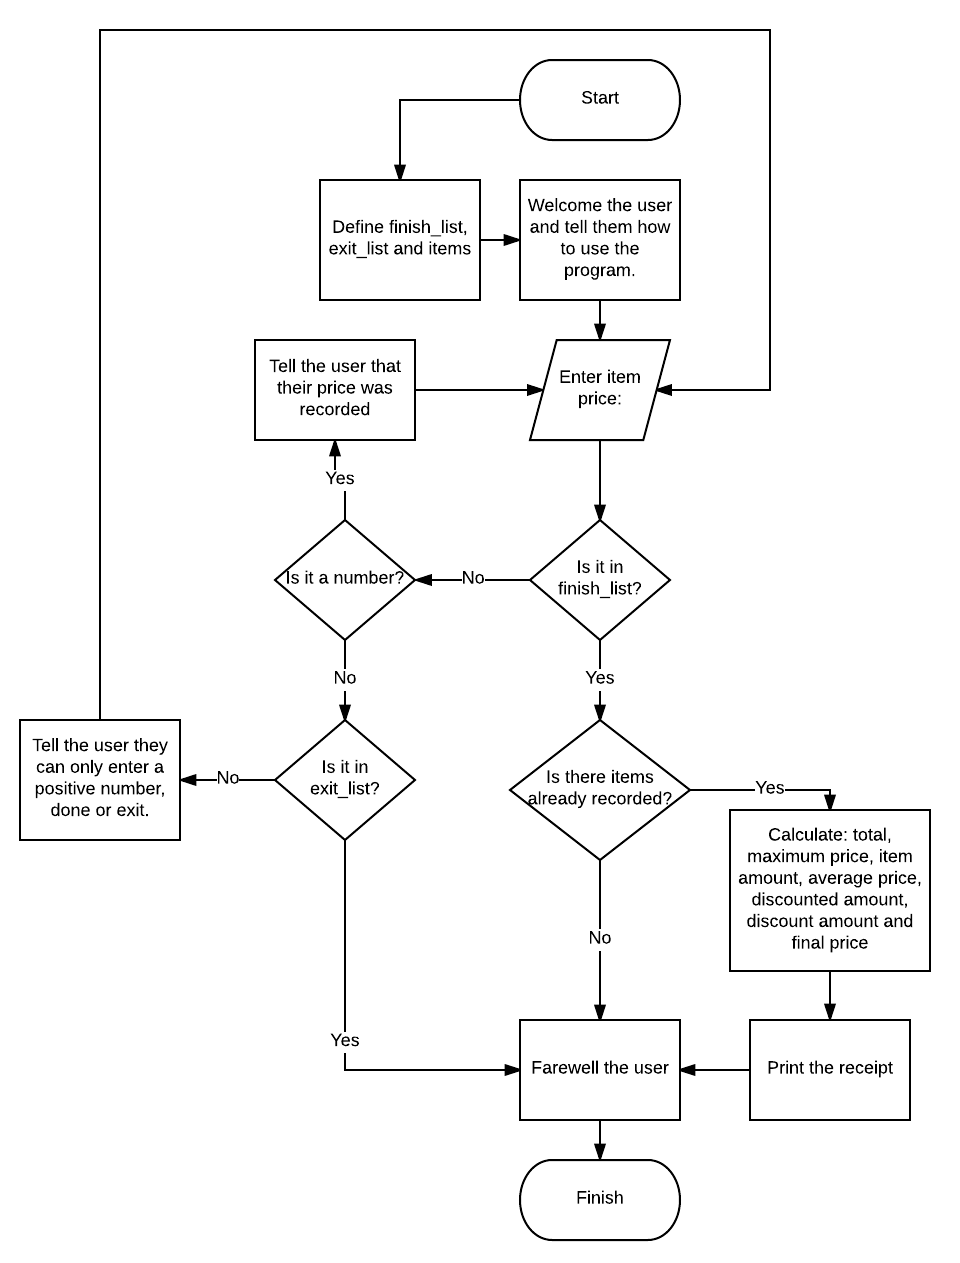 Start
Define finish_list,
exit_list and items
Welcome the user
and tell them how
to use the
program.
Tell the user that
their price was
recorded
Enter item
price:
Yes
Is it a number?
No
Is it in
finish_list?
No
Yes
Tell the user they
can only enter a
positive number,
done or exit.
No
Is it in
exit_list?
Is there items
already recorded?
Yes
Calculate: total,
maximum price, item
amount, average price,
discounted amount,
discount amount and
final price
No
Yes
Farewell the user
Print the receipt
Finish